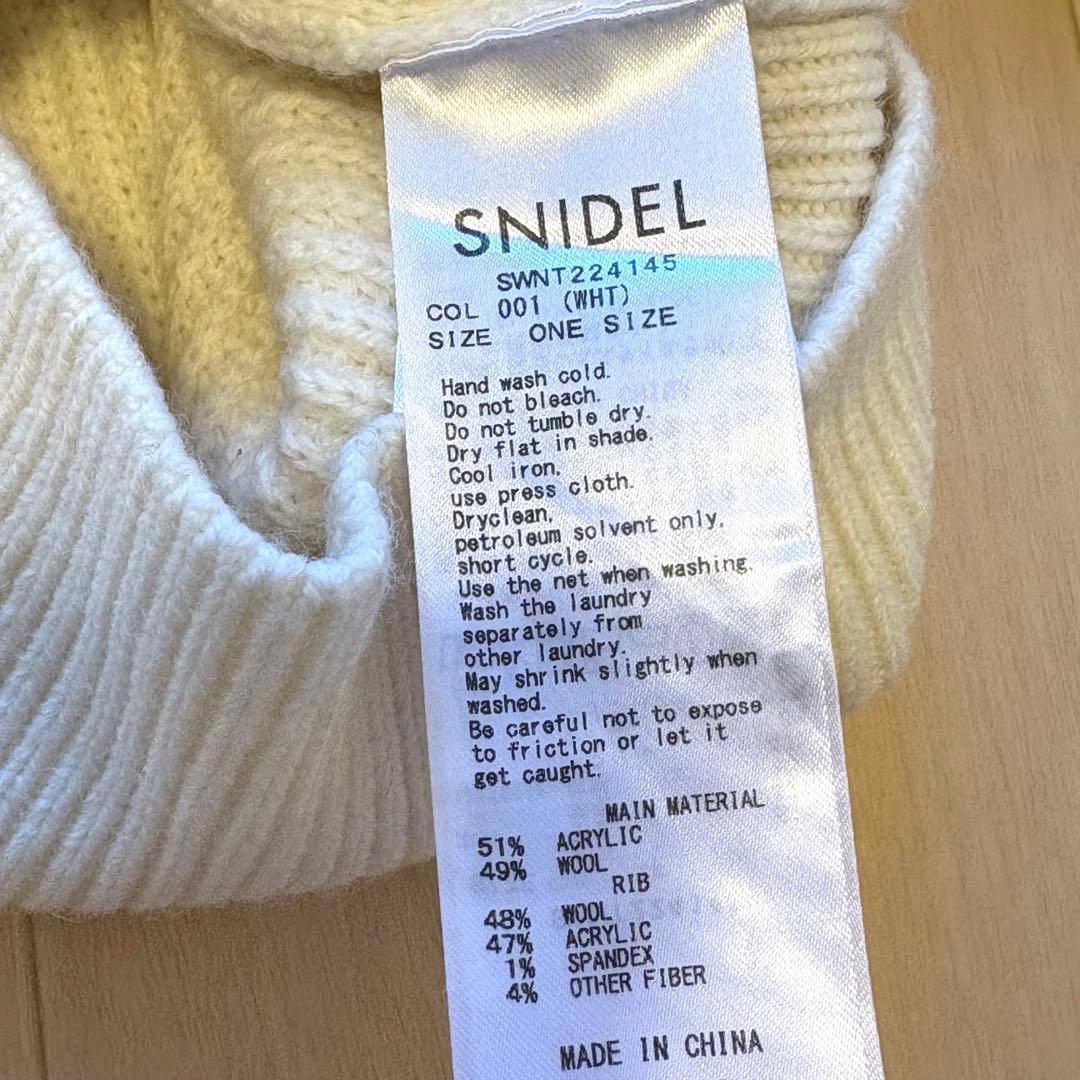 SNIDEL
SWNT224145
COL 001 (WHT)
SIZE ONE SIZE
Hand wash cold.
Do not bleach.
Do not tumble dry.
Dry flat in shade.
Cool iron.
use press cloth.
Dryclean,
petroleum solvent only,
short cycle.
Use the net when washing.
Wash the laundry
separately from
other laundry.
May shrink slightly when
washed.
Be careful not to expose
to friction or let it
get caught.
MAIN MATERIAL
51% ACRYLIC
49% WOOL
RIB
48% WOOL
47% ACRYLIC
1% SPANDEX
4% OTHER FIBER
MADE IN CHINA